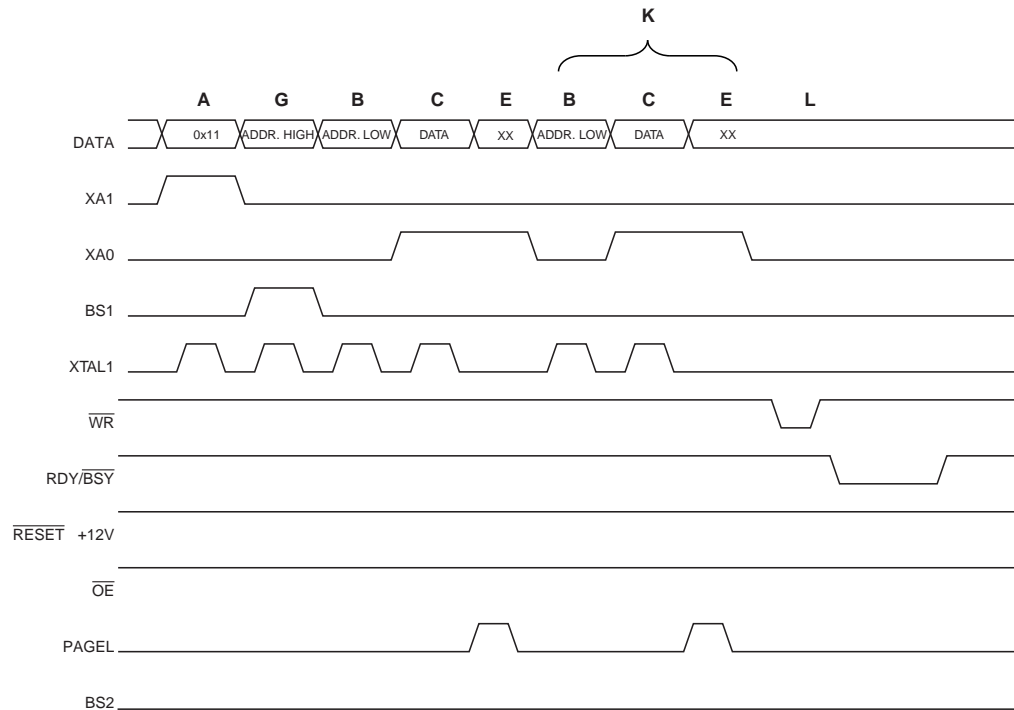 K
A G B C E B C E L
DATA 0x11 ADDR. HIGH ADDR. LOW DATA XX ADDR. LOW DATA XX
XA1
XA0
BS1
XTAL1
WR
RDY/BSY
RESET +12V
OE
PAGEL
BS2